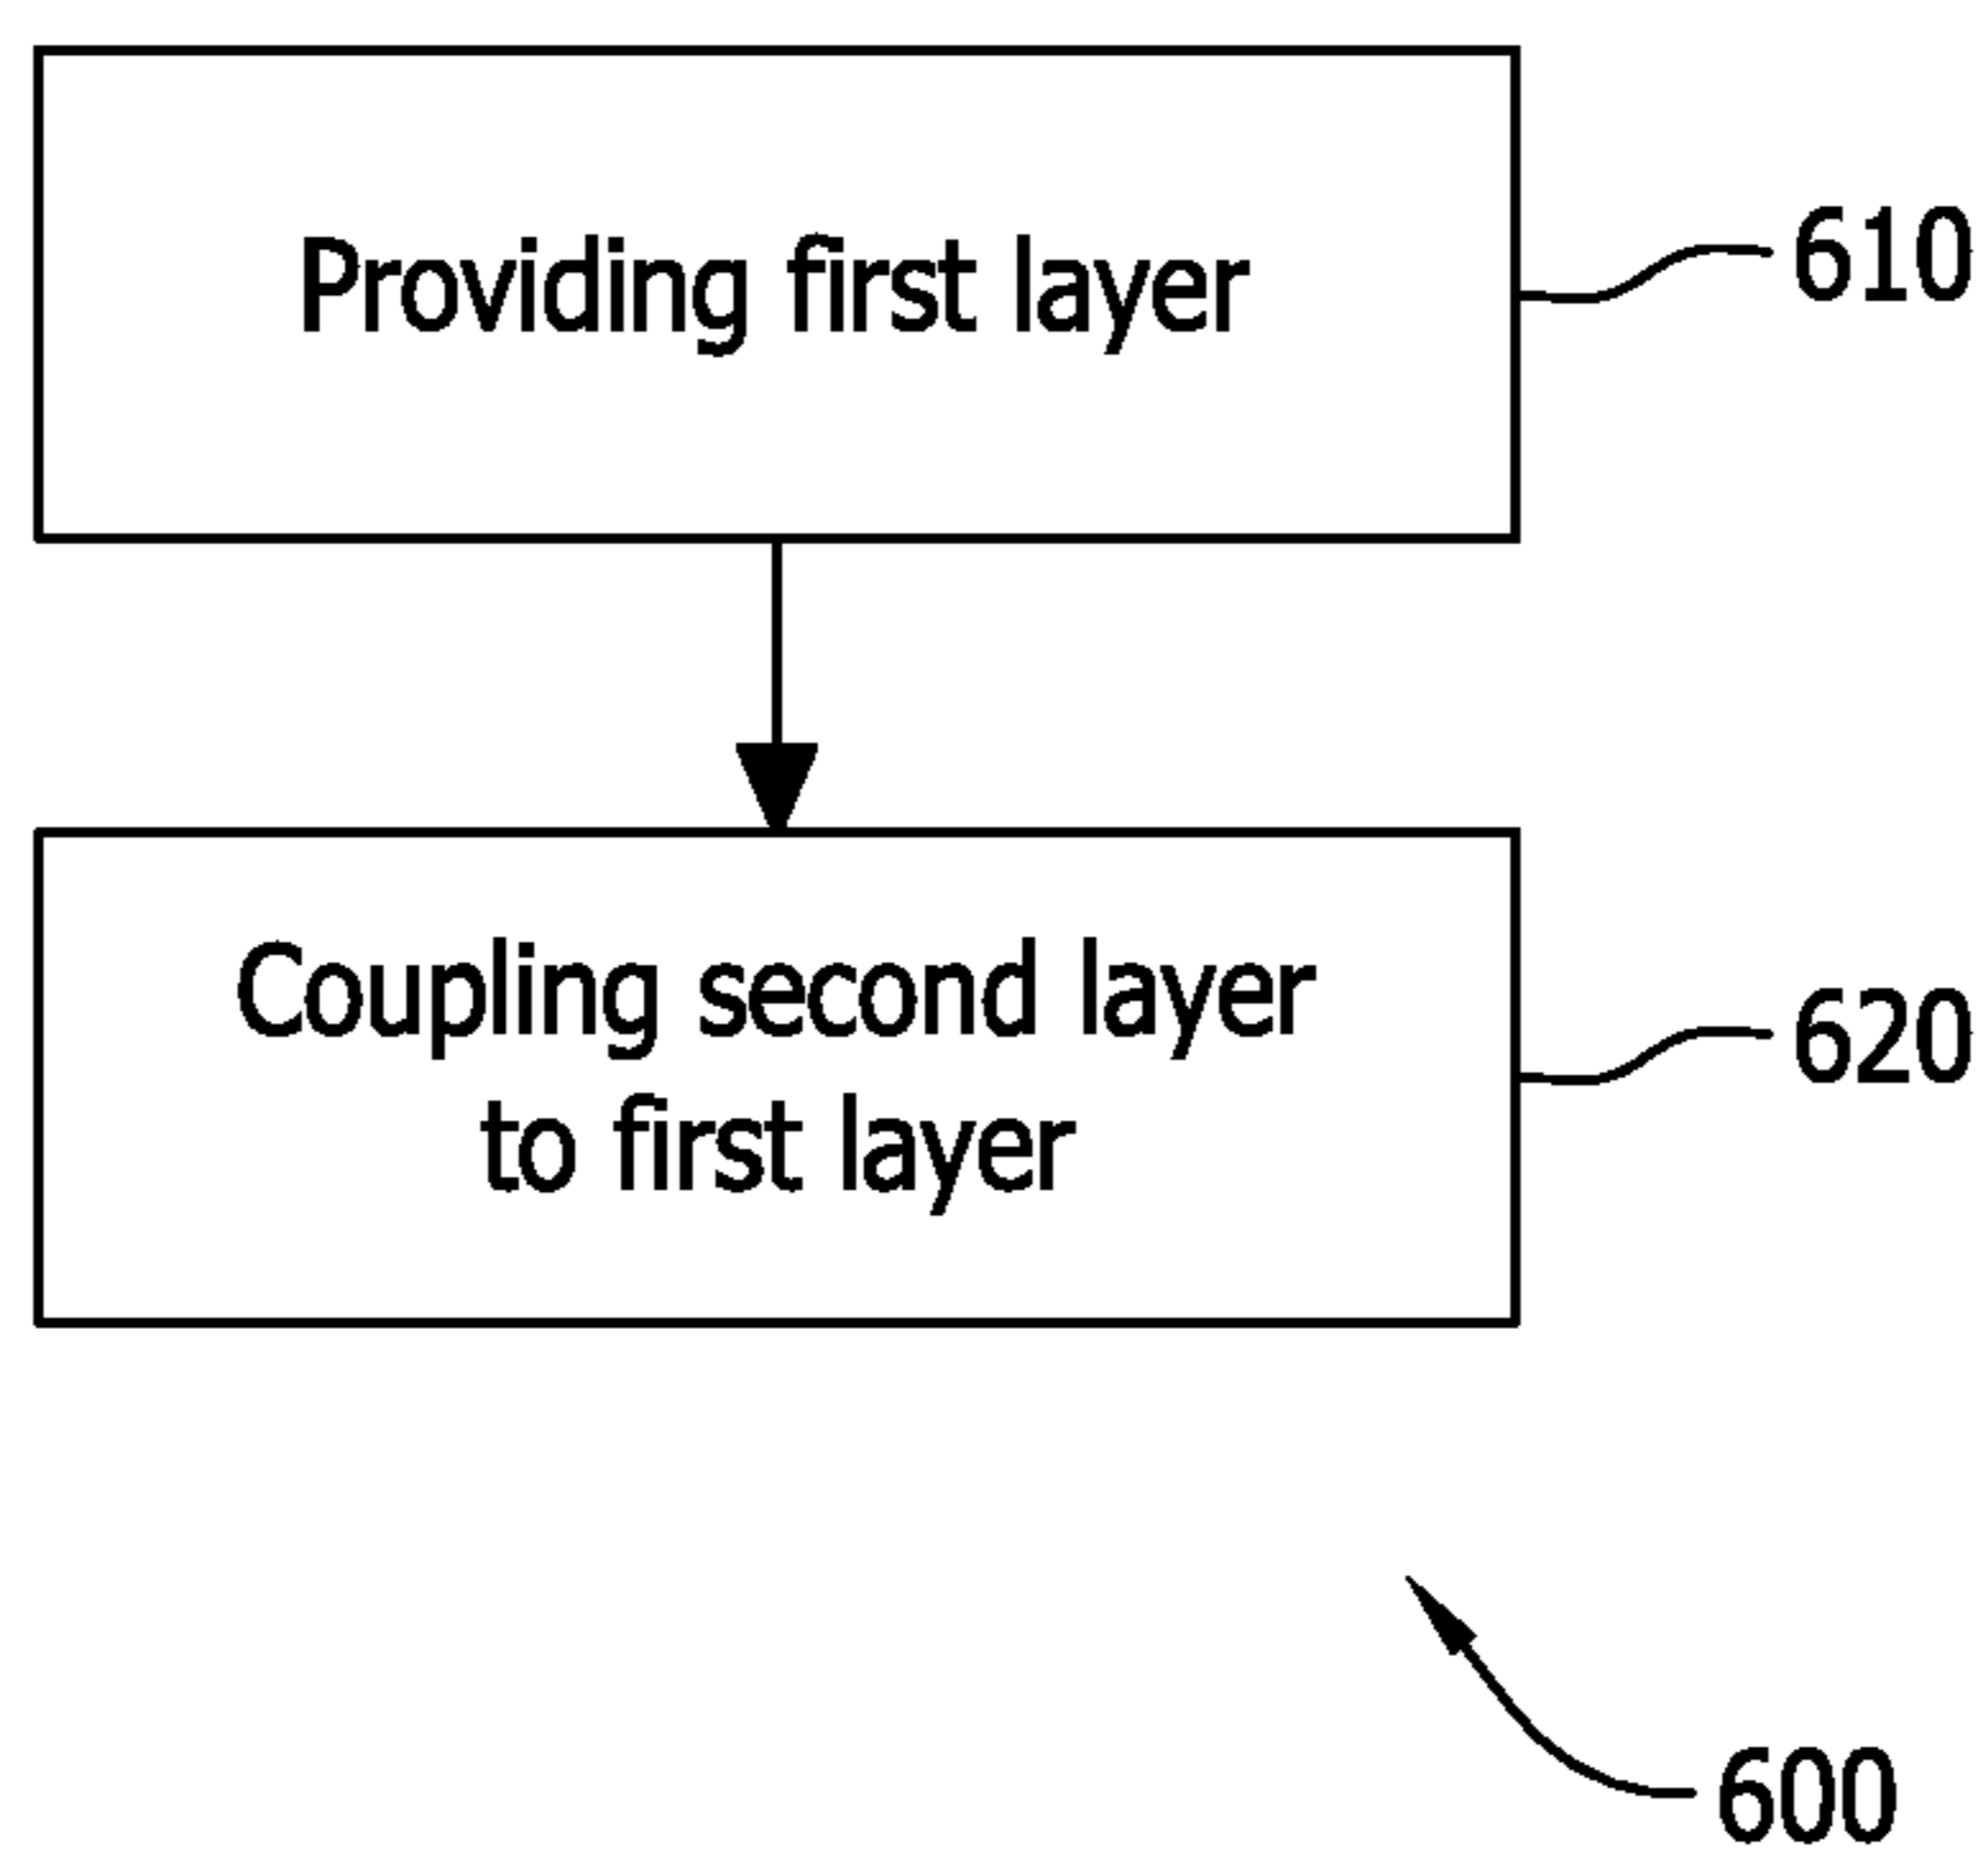 Providing first layer
610
Coupling second layer
to first layer
620
600